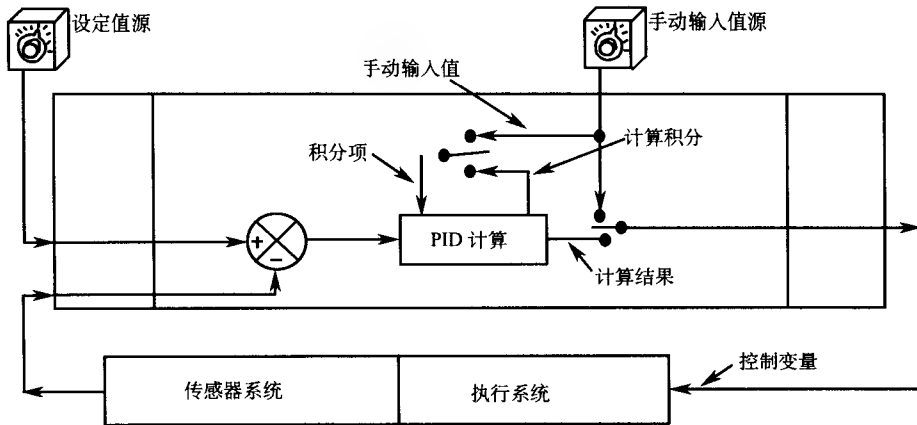 设定值源
手动输入值源
手动输入值
积分项
计算积分
+
−
PID 计算
计算结果
控制变量
传感器系统
执行系统